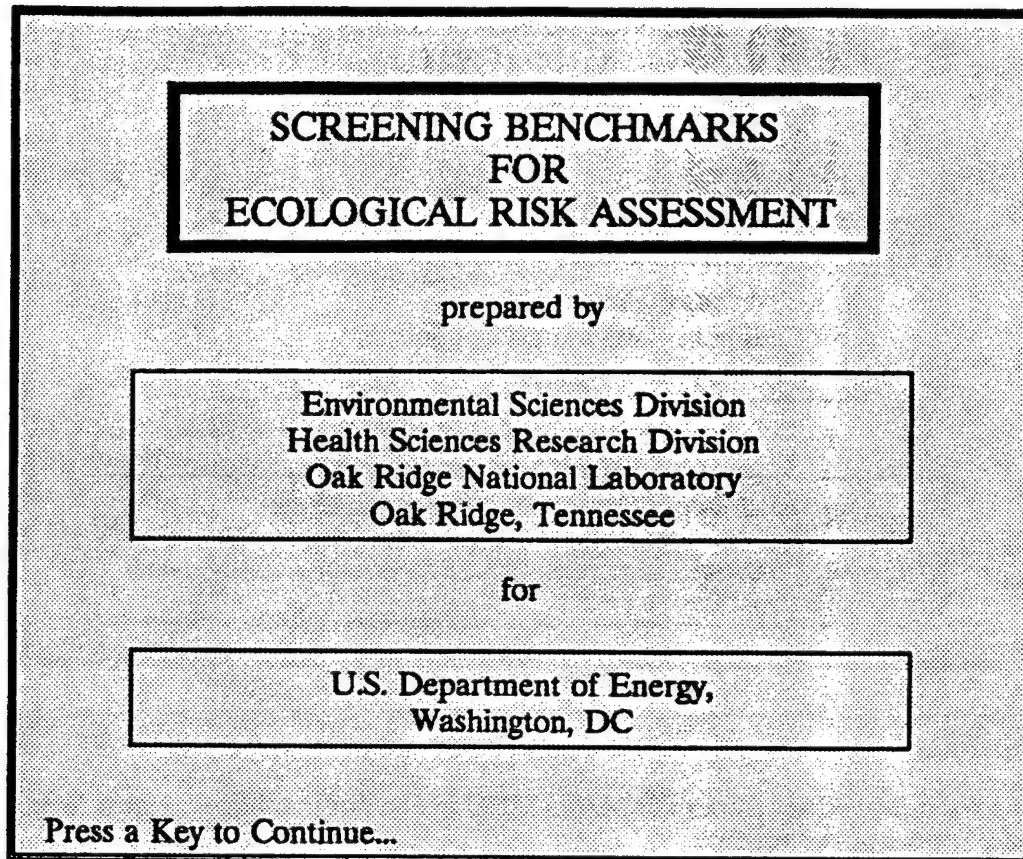 SCREENING BENCHMARKS
FOR
ECOLOGICAL RISK ASSESSMENT
prepared by
Environmental Sciences Division
Health Sciences Research Division
Oak Ridge National Laboratory
Oak Ridge, Tennessee
for
U.S. Department of Energy,
Washington, DC
Press a Key to Continue...